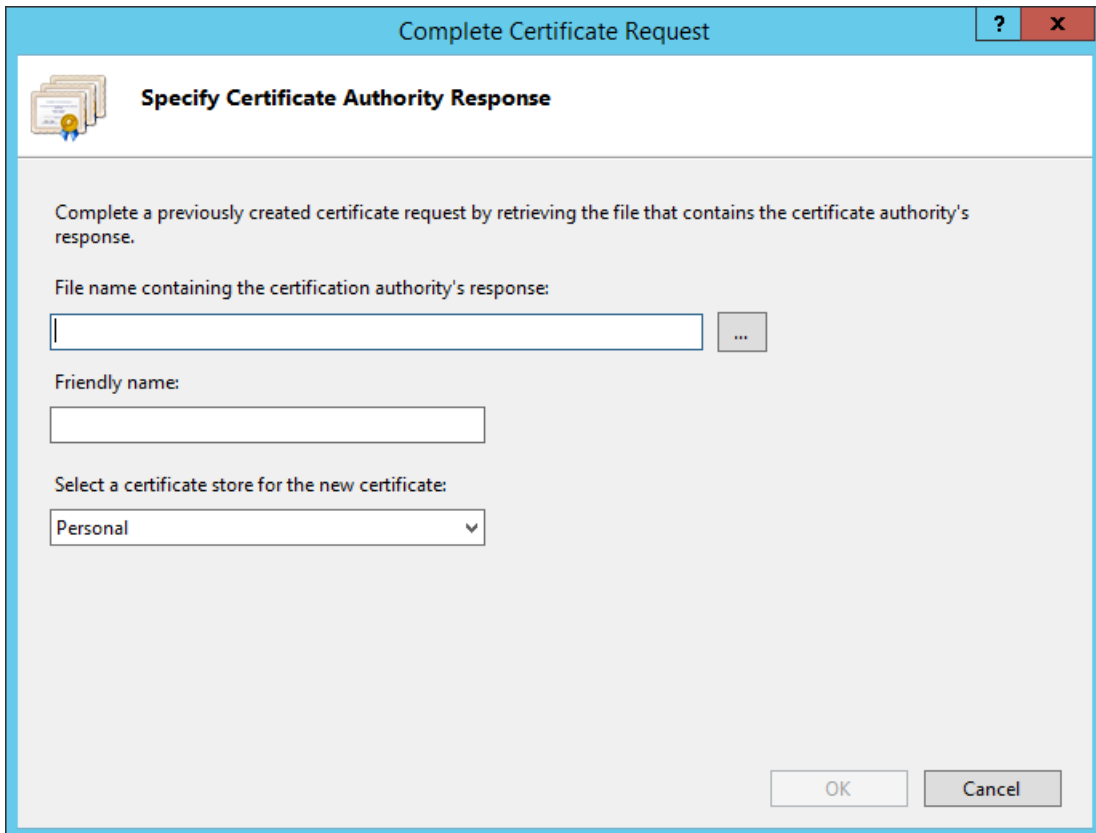 Complete Certificate Request
?
x
Specify Certificate Authority Response
Complete a previously created certificate request by retrieving the file that contains the certificate authority's
response.
File name containing the certification authority's response:
...
Friendly name:
Select a certificate store for the new certificate:
Personal
OK
Cancel